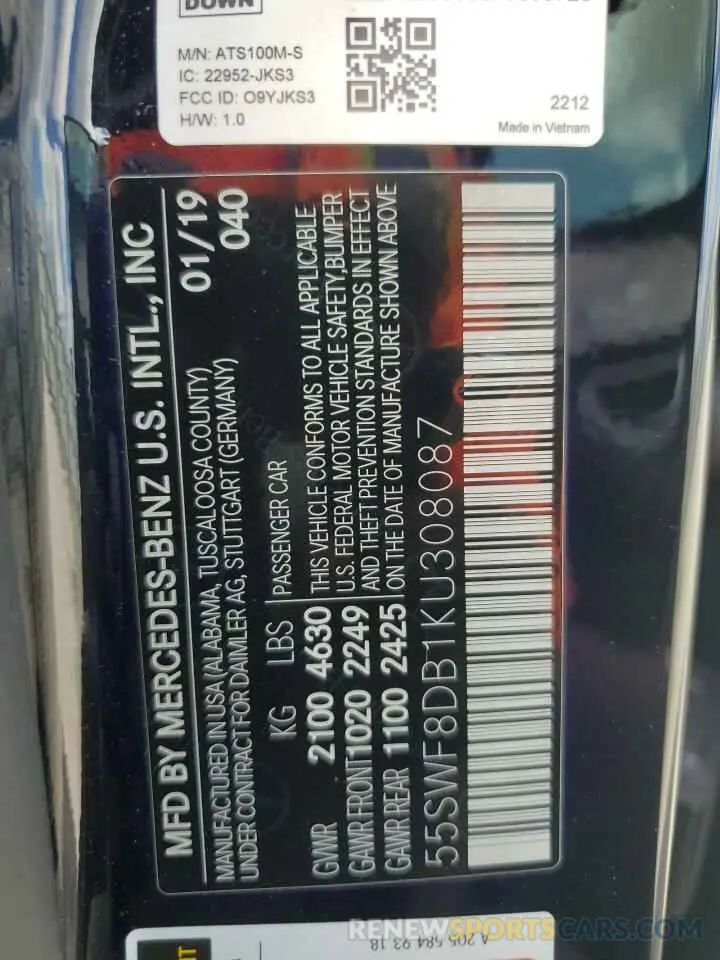 DOWN
M/N: ATS100M-S
IC: 22952-JKS3
FCC ID: O9YJKS3
H/W: 1.0
2212
Made in Vietnam
MFD BY MERCEDES-BENZ U.S. INTL., INC
MANUFACTURED IN USA (ALABAMA, TUSCALOOSA COUNTY) 01/19
UNDER CONTRACT FOR DAIMLER AG, STUTTGART (GERMANY) 040
KG LBS PASSENGER CAR
GWR 2100 4630 THIS VEHICLE CONFORMS TO ALL APPLICABLE
GAWR FRONT 1020 2249 U.S. FEDERAL MOTOR VEHICLE SAFETY, BUMPER
AND THEFT PREVENTION STANDARDS IN EFFECT
GAWR REAR 1100 2425 ON THE DATE OF MANUFACTURE SHOWN ABOVE
55SWF8DB1KU308087
A 205 584 93 18
RENEWSPORTSCARS.COM